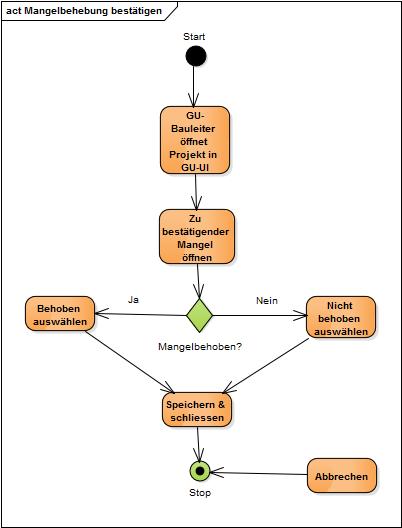 act Mangelbehebung bestätigen
Start
GU-
Bauleiter
öffnet
Projekt in
GU-UI
Zu
bestätigender
Mangel
öffnen
Ja
Nein
Behoben
auswählen
Nicht
behoben
auswählen
Mangelbehoben?
Speichern &
schliessen
Abbrechen
Stop